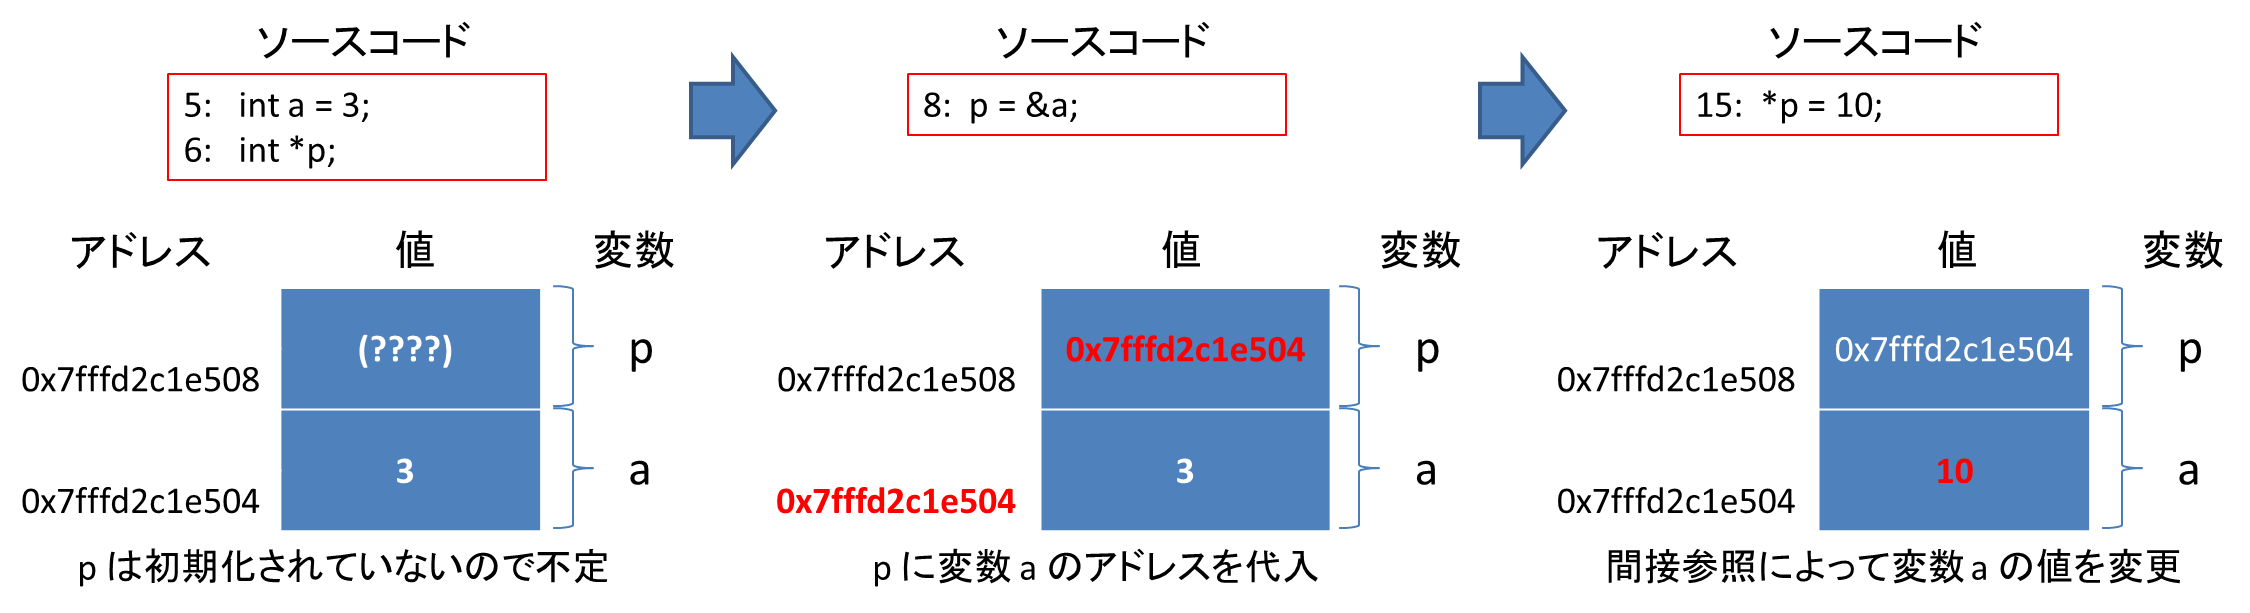 ソースコード
5: int a = 3;
6: int *p;
アドレス 値 変数
(????) p
0x7fffd2c1e508
3 a
0x7fffd2c1e504
p は初期化されていないので不定
ソースコード
8: p = &a;
アドレス 値 変数
0x7fffd2c1e504 p
0x7fffd2c1e508
3 a
0x7fffd2c1e504
p に変数 a のアドレスを代入
ソースコード
15: *p = 10;
アドレス 値 変数
0x7fffd2c1e504 p
0x7fffd2c1e508
10 a
0x7fffd2c1e504
間接参照によって変数 a の値を変更